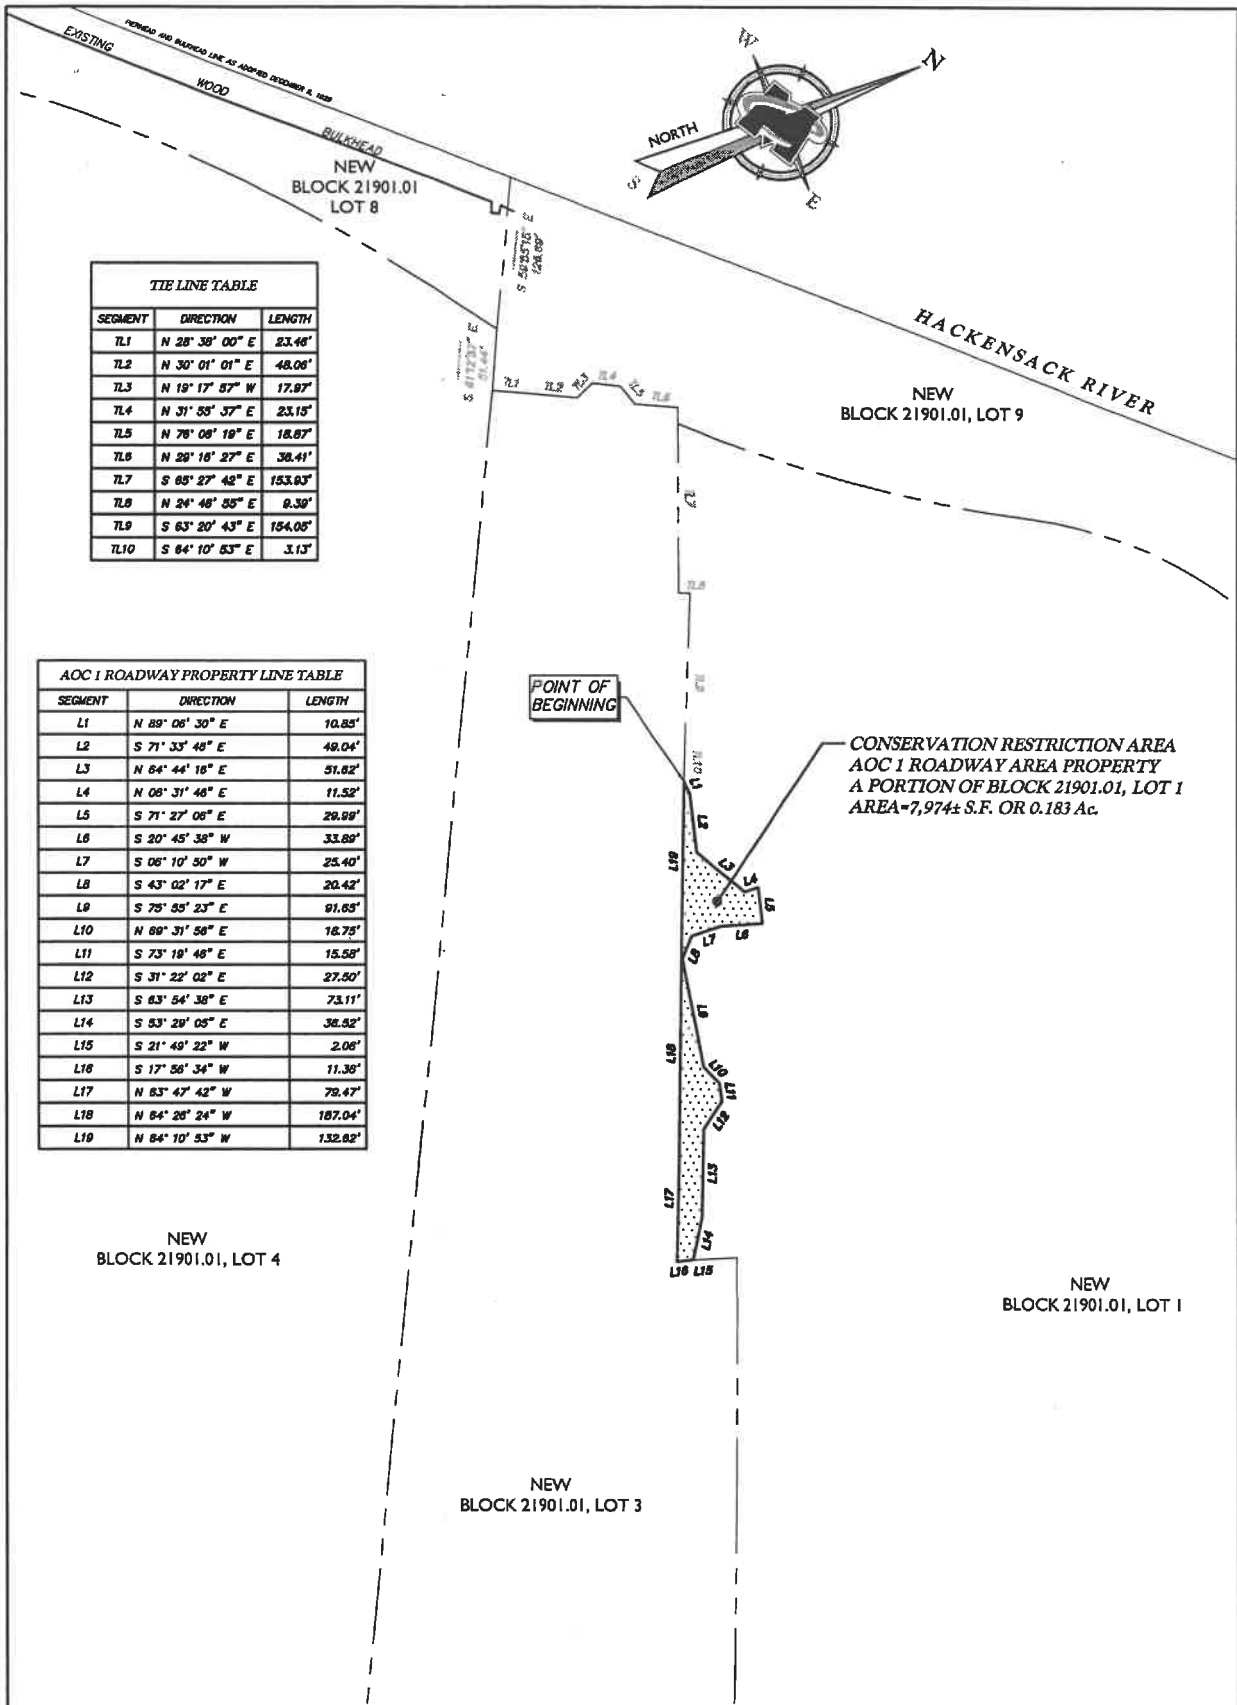 PIERHEAD AND BULKHEAD LINE AS ADOPTED DECEMBER
EXISTING WOOD BULKHEAD
NEW
BLOCK 21901.01
LOT 8
W
N
NORTH
S
E
HACKENSACK RIVER
NEW
BLOCK 21901.01, LOT 9
TIE LINE TABLE
SEGMENT DIRECTION LENGTH
TL1 N 28° 38' 00" E 23.46'
TL2 N 30° 01' 01" E 48.06'
TL3 N 19° 17' 57" W 17.97'
TL4 N 31° 55' 37" E 23.15'
TL5 N 76° 06' 19" E 18.87'
TL6 N 29° 16' 27" E 36.41'
TL7 S 65° 27' 42" E 153.93'
TL8 N 24° 46' 55" E 9.39'
TL9 S 63° 20' 43" E 154.05'
TL10 S 64° 10' 53" E 3.13'
TL1
TL2
TL3
TL4
TL5
TL6
TL7
TL8
TL9
TL10
AOC 1 ROADWAY PROPERTY LINE TABLE
SEGMENT DIRECTION LENGTH
L1 N 89° 06' 30" E 10.85'
L2 S 71° 33' 48" E 49.04'
L3 N 64° 44' 16" E 51.62'
L4 N 06° 31' 46" E 11.52'
L5 S 71° 27' 06" E 29.99'
L6 S 20° 45' 38" W 33.89'
L7 S 06° 10' 50" W 25.40'
L8 S 43° 02' 17" E 20.42'
L9 S 75° 55' 23" E 91.65'
L10 N 69° 31' 56" E 18.75'
L11 S 73° 19' 46" E 15.58'
L12 S 31° 22' 02" E 27.50'
L13 S 63° 54' 38" E 73.11'
L14 S 53° 29' 05" E 36.52'
L15 S 21° 49' 22" W 2.06'
L16 S 17° 56' 34" W 11.36'
L17 N 63° 47' 42" W 79.47'
L18 N 64° 26' 24" W 187.04'
L19 N 64° 10' 53" W 132.62'
POINT OF
BEGINNING
CONSERVATION RESTRICTION AREA
AOC 1 ROADWAY AREA PROPERTY
A PORTION OF BLOCK 21901.01, LOT 1
AREA=7,974± S.F. OR 0.183 Ac.
L1
L2
L19
L3
L4
L5
L6
L7
L8
L9
L18
L10
L11
L12
L13
L17
L14
L16 L15
NEW
BLOCK 21901.01, LOT 4
NEW
BLOCK 21901.01, LOT 1
NEW
BLOCK 21901.01, LOT 3